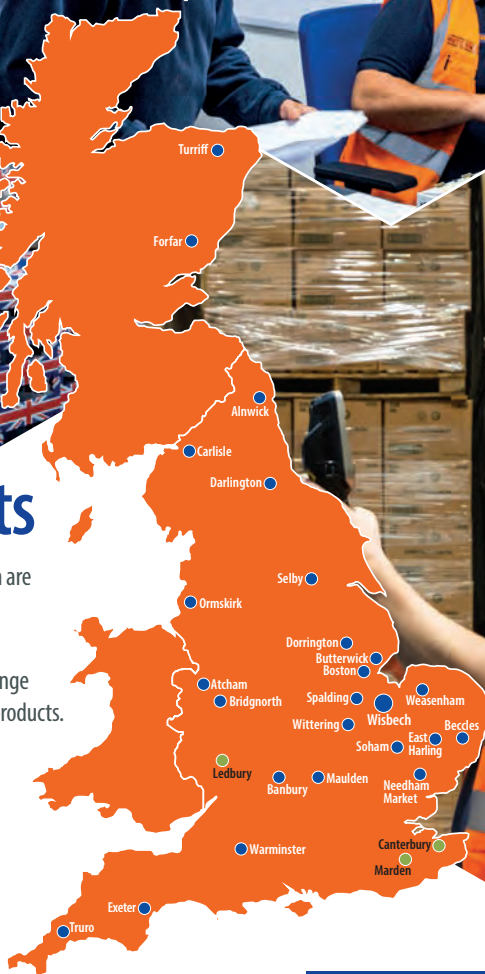 Turriff
Forfar
Alnwick
Carlisle
Darlington
ts
are
Selby
Ormskirk
Dorrington
Butterwick
Boston
nge
Atcham
Bridgnorth
Spalding
Wisbech
Weasenham
roducts.
Wittering
Beccles
Soham
East
Harling
Ledbury
Banbury
Maulden
Needham
Market
Canterbury
Marden
Warminster
Exeter
Truro